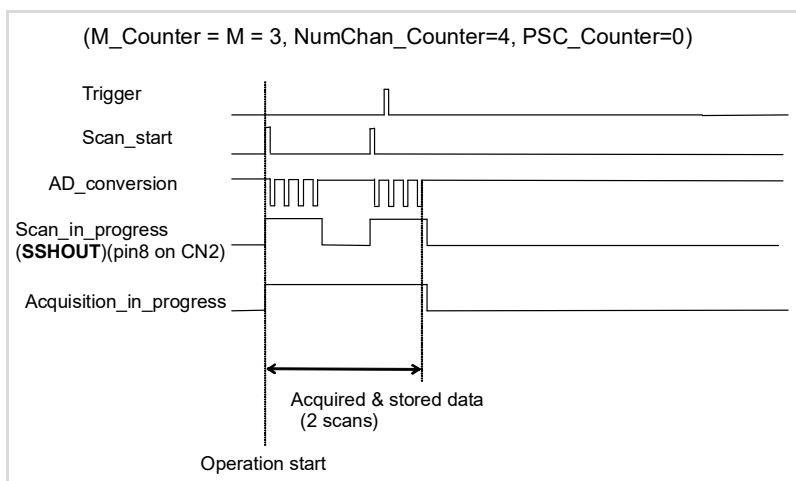 (M_Counter = M = 3, NumChan_Counter=4, PSC_Counter=0)
Trigger
Scan_start
AD_conversion
Scan_in_progress
(SSHOUT)(pin8 on CN2)
Acquisition_in_progress
Acquired & stored data
(2 scans)
Operation start